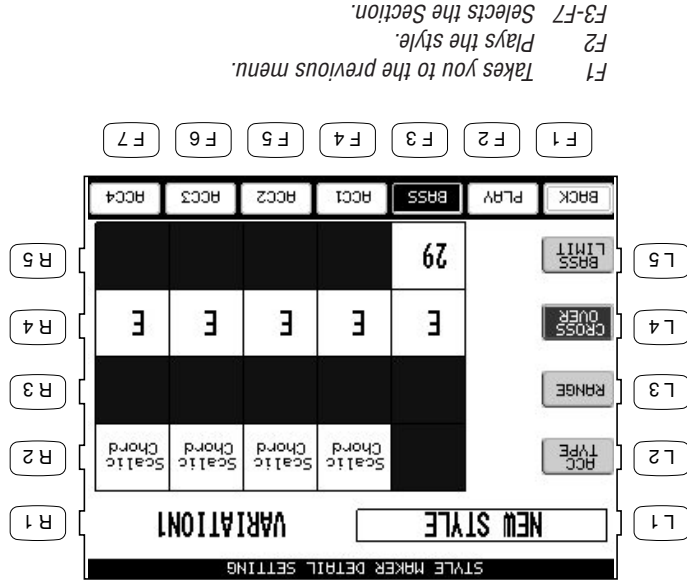 STYLE MAKER DETAIL SETTING
L1 NEW STYLE VARIATION1 R1
L2 ACC TYPE Scalic Chord Scalic Chord Scalic Chord Scalic Chord R2
L3 RANGE R3
L4 CROSS OVER E E E E E R4
L5 BASS LIMIT 29 R5
BACK PLAY BASS ACC1 ACC2 ACC3 ACC4
F1 F2 F3 F4 F5 F6 F7
F1 Takes you to the previous menu.
F2 Plays the style.
F3-F7 Selects the Section.